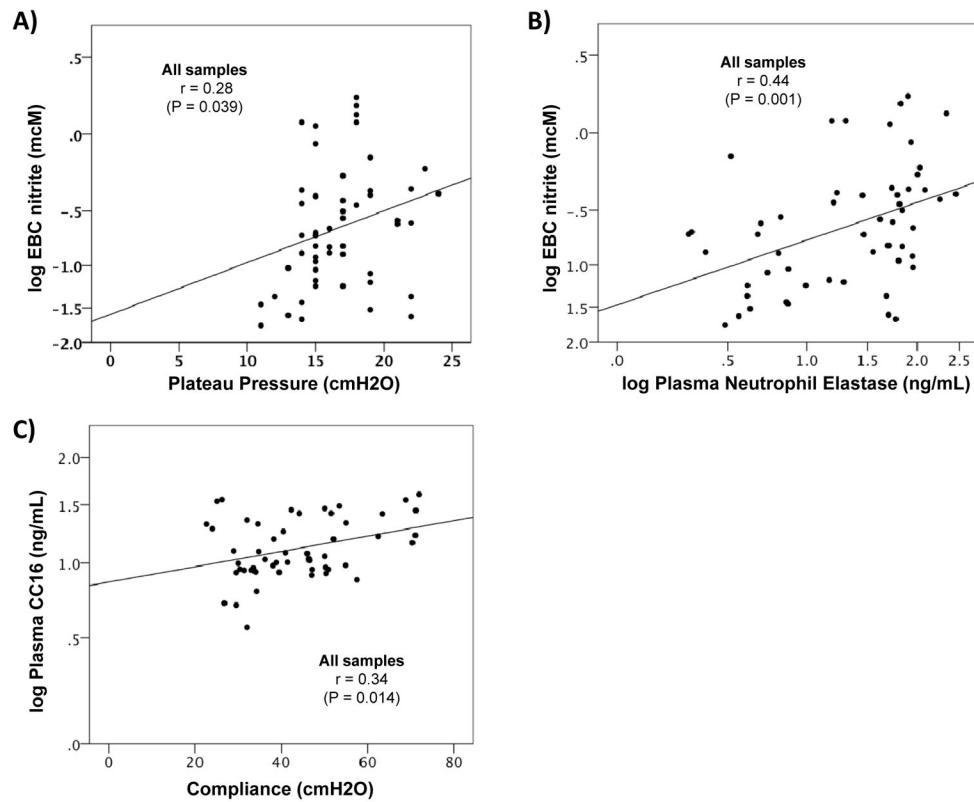 A)
All samples
r = 0.28
(P = 0.039)
log EBC nitrite (mcM)
.5
.0
-.5
-1.0
-1.5
-2.0
0
5
10
15
20
25
Plateau Pressure (cmH2O)
B)
All samples
r = 0.44
(P = 0.001)
log EBC nitrite (mcM)
.5
.0
-.5
1.0
1.5
2.0
.0
.5
1.0
1.5
2.0
2.5
log Plasma Neutrophil Elastase (ng/mL)
C)
All samples
r = 0.34
(P = 0.014)
log Plasma CC16 (ng/mL)
2.0
1.5
1.0
.5
.0
0
20
40
60
80
Compliance (cmH2O)